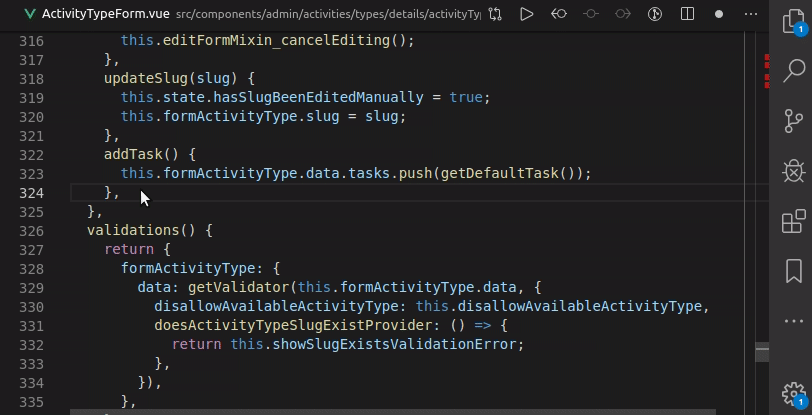 ActivityTypeForm.vue src/components/admin/activities/types/details/activityTy
316 this.editFormMixin_cancelEditing();
317 },
318 updateSlug(slug) {
319 this.state.hasSlugBeenEditedManually = true;
320 this.formActivityType.slug = slug;
321 },
322 addTask() {
323 this.formActivityType.data.tasks.push(getDefaultTask());
324 },
325 },
326 validations() {
327 return {
328 formActivityType: {
329 data: getValidator(this.formActivityType.data, {
330 disallowAvailableActivityType: this.disallowAvailableActivityType,
331 doesActivityTypeSlugExistProvider: () => {
332 return this.showSlugExistsValidationError;
333 },
334 }),
335 },
1
1